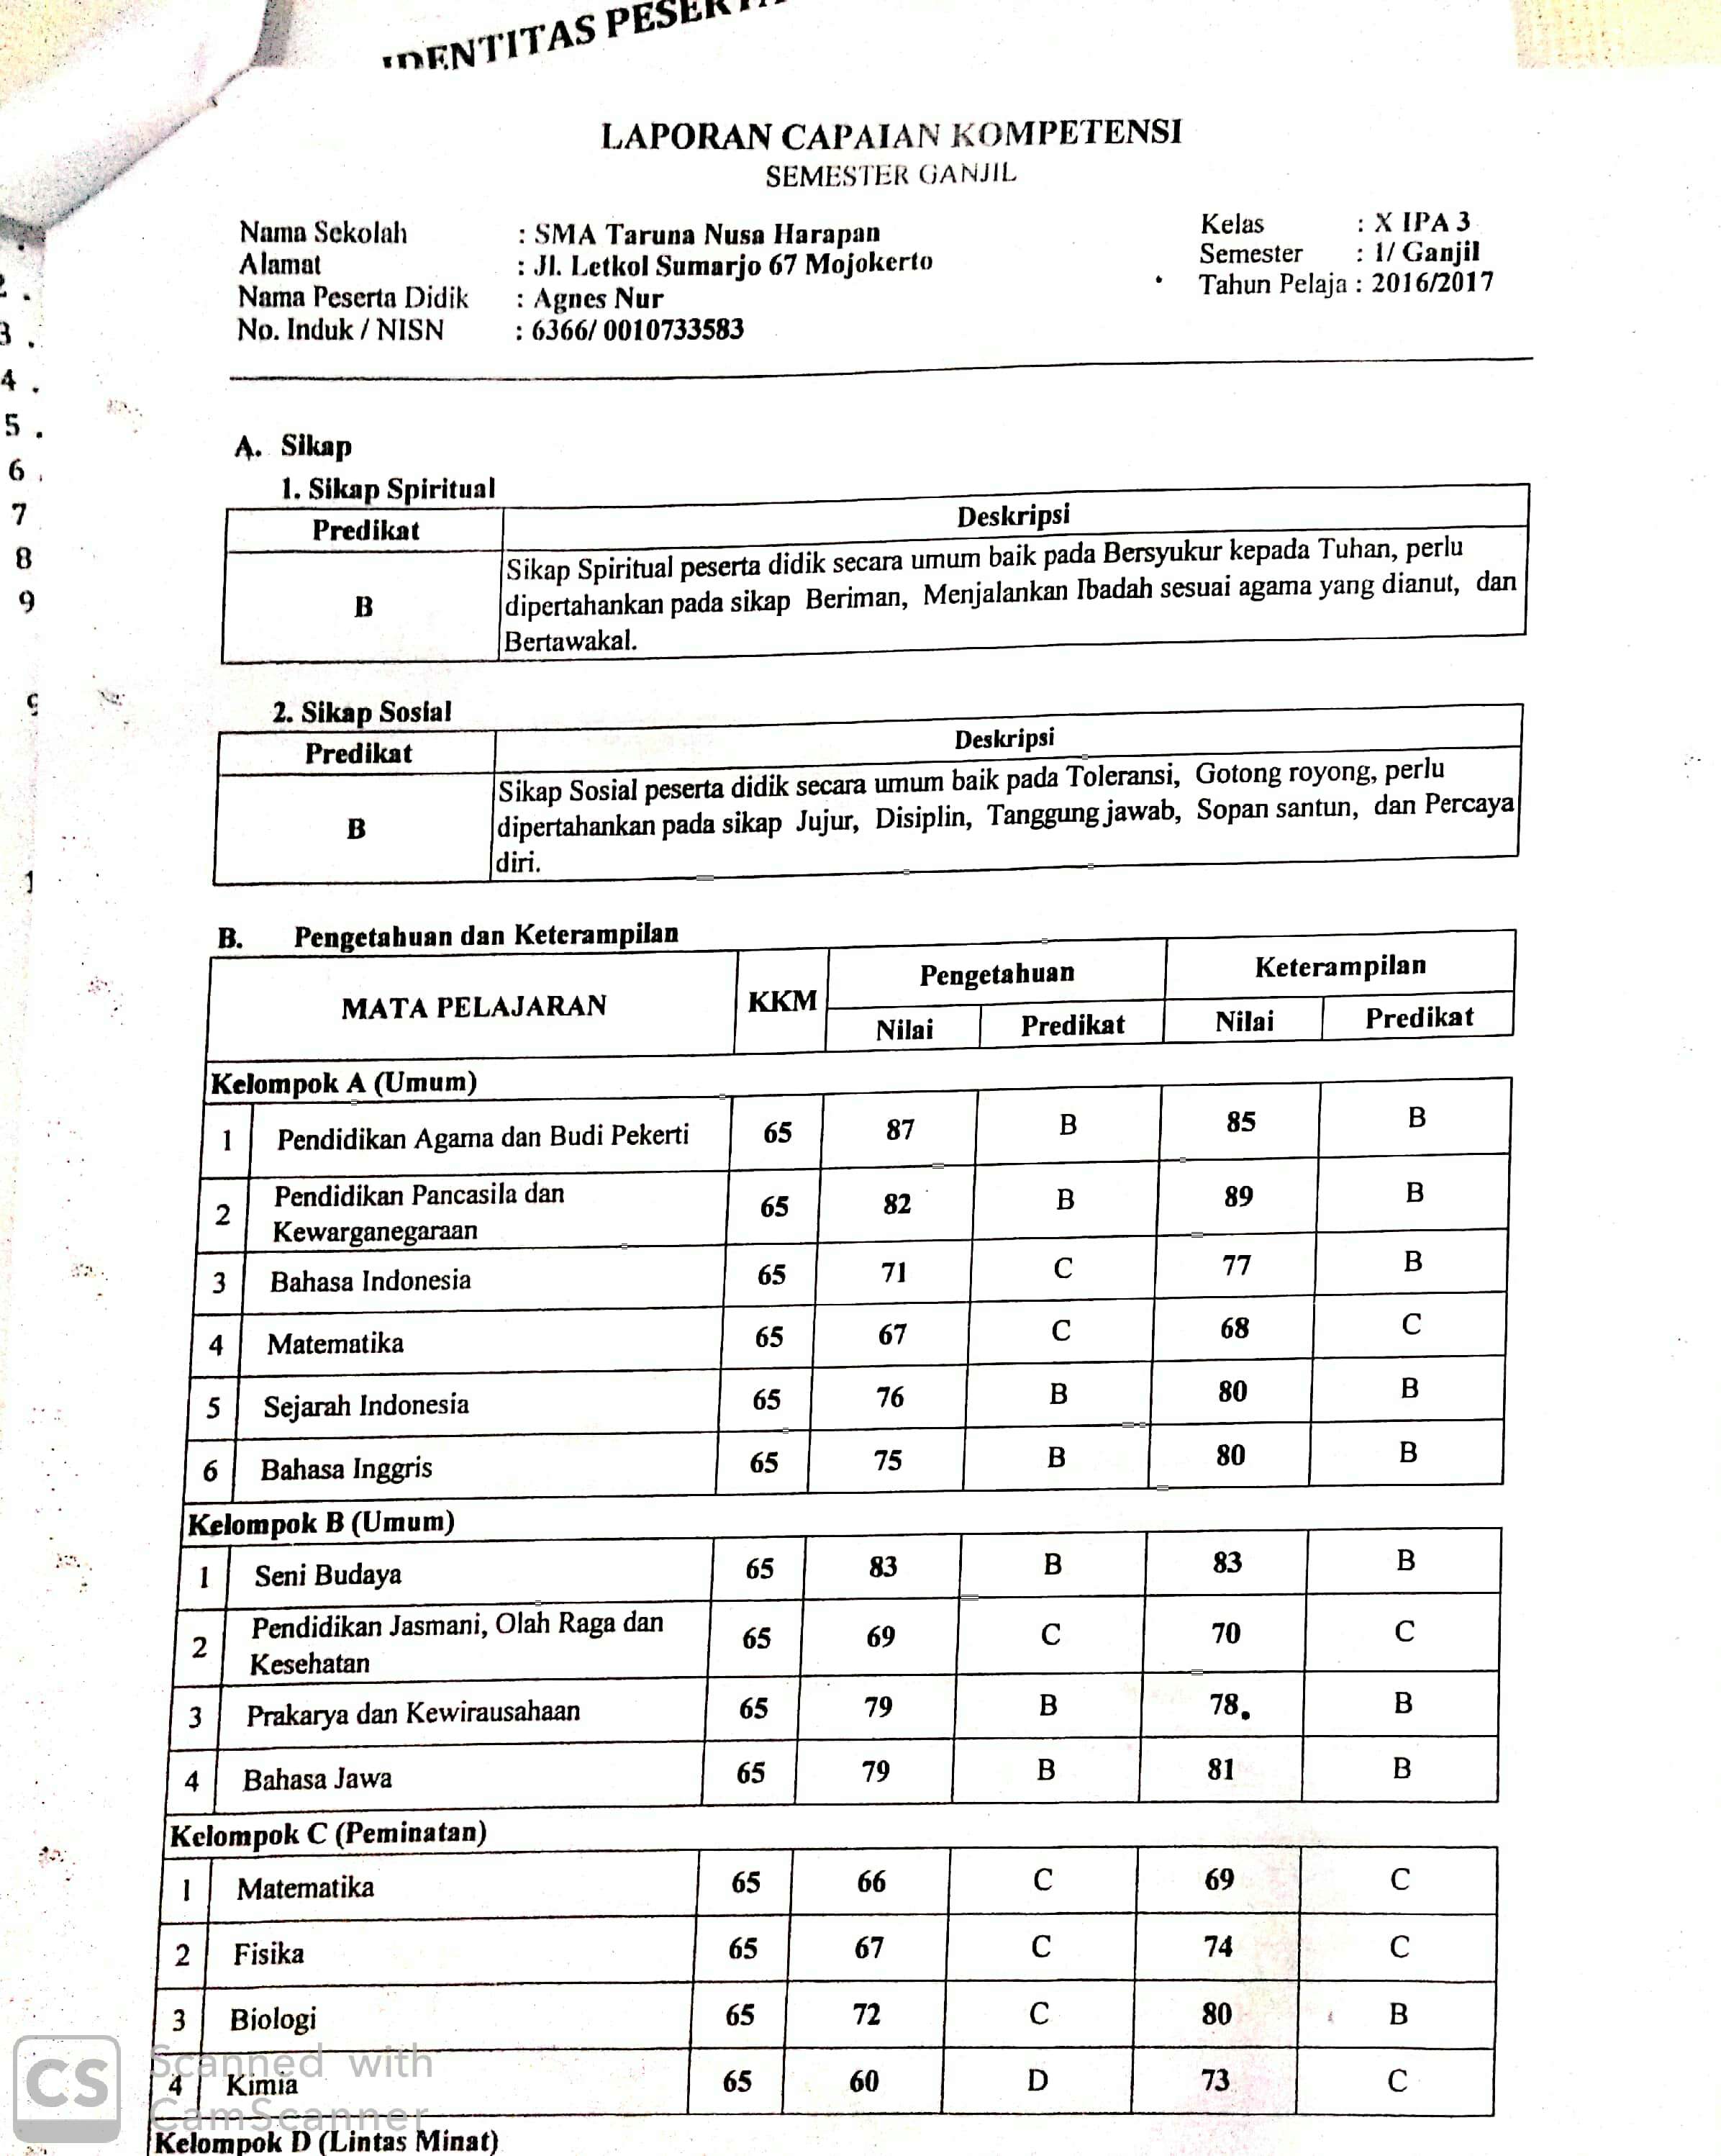 IDENTITAS
LAPORAN CAPAIAN KOMPETENSI
SEMESTER GANJIL
Nama Sekolah : SMA Taruna Nusa Harapan
Alamat : Jl. Letkol Sumarjo 67 Mojokerto
Nama Peserta Didik : Agnes Nur
No. Induk / NISN : 6366/ 0010733583
Kelas : X IPA 3
Semester : 1/ Ganjil
Tahun Pelaja : 2016/2017
3 .
4 .
5 .
6 .
7
8
9
A. Sikap
1. Sikap Spiritual
Predikat Deskripsi
B
Sikap Spiritual peserta didik secara umum baik pada Bersyukur kepada Tuhan, perlu
dipertahankan pada sikap Beriman, Menjalankan Ibadah sesuai agama yang dianut, dan
Bertawakal.
2. Sikap Sosial
Predikat Deskripsi
B
Sikap Sosial peserta didik secara umum baik pada Toleransi, Gotong royong, perlu
dipertahankan pada sikap Jujur, Disiplin, Tanggung jawab, Sopan santun, dan Percaya
diri.
B. Pengetahuan dan Keterampilan
MATA PELAJARAN KKM Pengetahuan Keterampilan
Nilai Predikat Nilai Predikat
Kelompok A (Umum)
1 Pendidikan Agama dan Budi Pekerti 65 87 B 85 B
2 Pendidikan Pancasila dan
Kewarganegaraan 65 82 B 89 B
3 Bahasa Indonesia 65 71 C 77 B
4 Matematika 65 67 C 68 C
5 Sejarah Indonesia 65 76 B 80 B
6 Bahasa Inggris 65 75 B 80 B
Kelompok B (Umum)
1 Seni Budaya 65 83 B 83 B
2 Pendidikan Jasmani, Olah Raga dan
Kesehatan 65 69 C 70 C
3 Prakarya dan Kewirausahaan 65 79 B 78 B
4 Bahasa Jawa 65 79 B 81 B
Kelompok C (Peminatan)
1 Matematika 65 66 C 69 C
2 Fisika 65 67 C 74 C
3 Biologi 65 72 C 80 B
4 Kimia 65 60 D 73 C
Kelompok D (Lintas Minat)
CS Scanned with
CamScanner